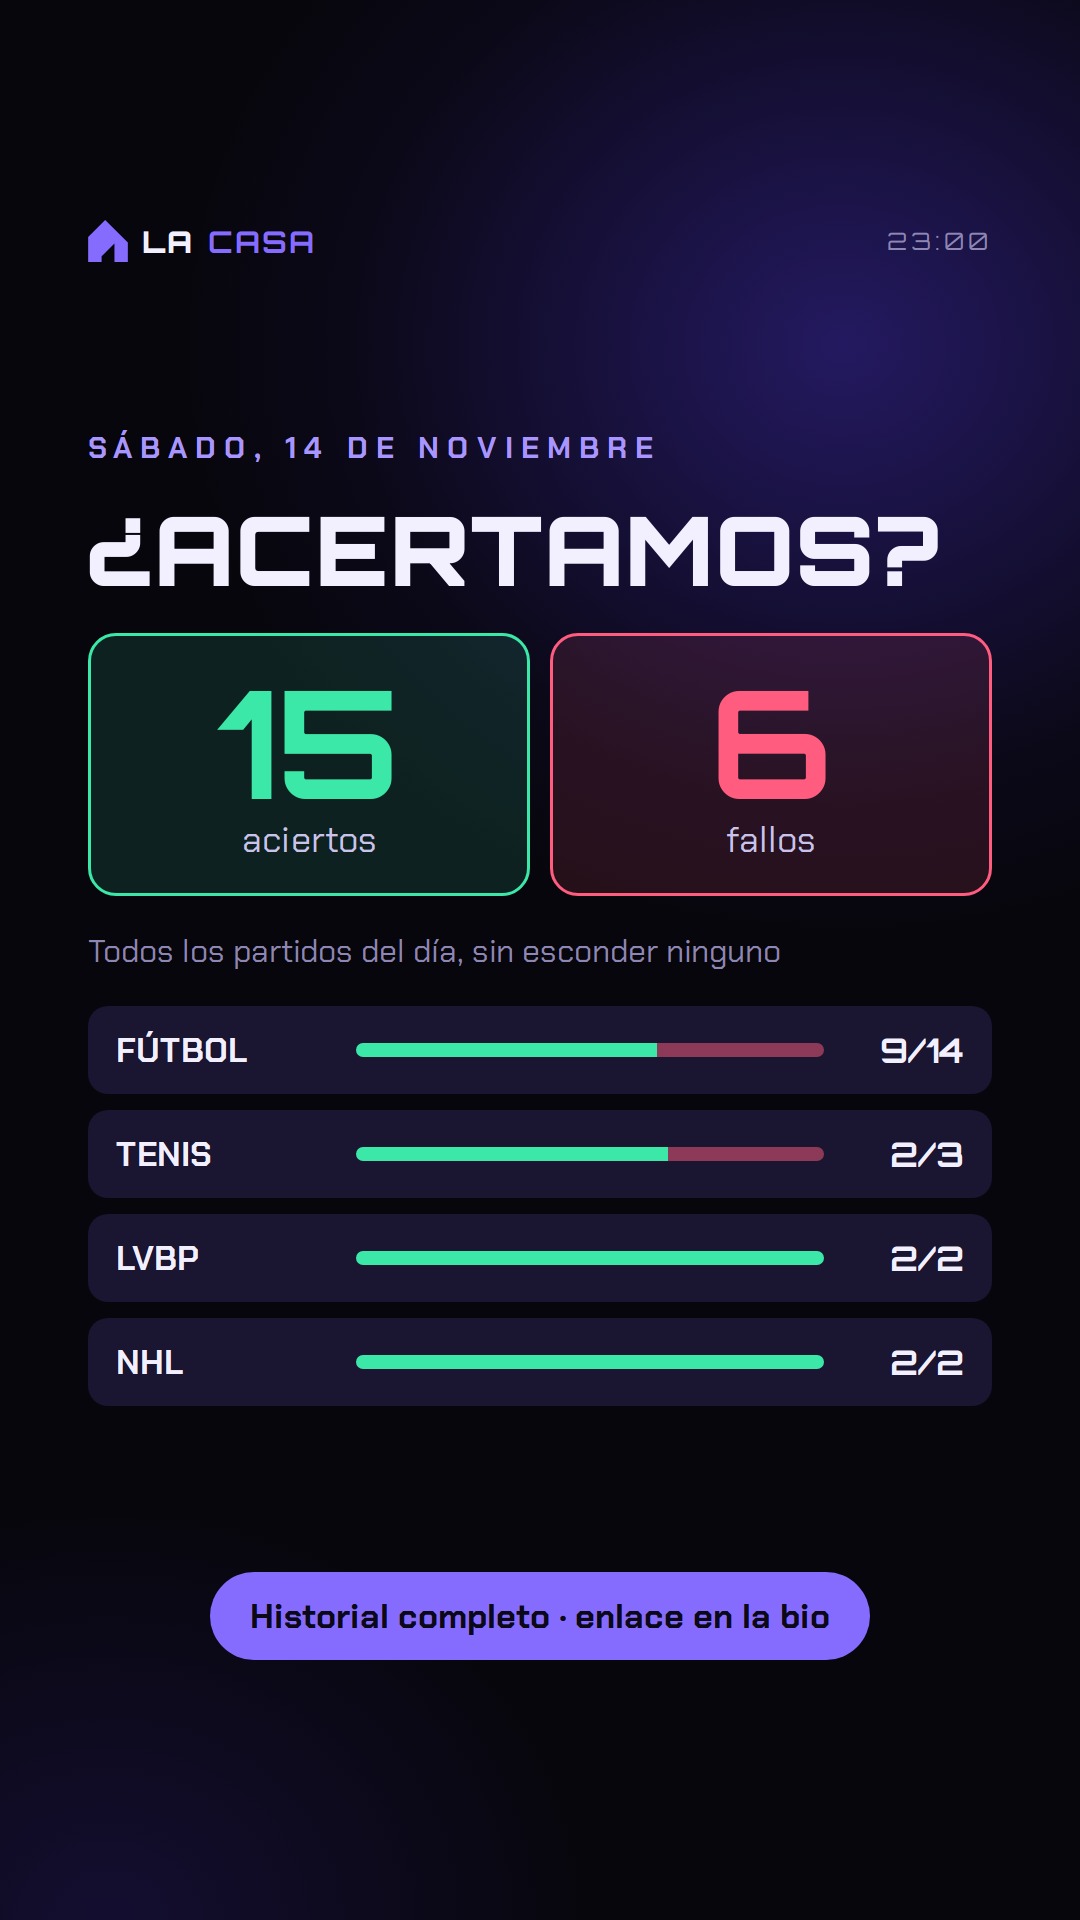 LA CASA
23:00
SÁBADO, 14 DE NOVIEMBRE
¿ACERTAMOS?
15
aciertos
6
fallos
Todos los partidos del día, sin esconder ninguno
FÚTBOL 9/14
TENIS 2/3
LVBP 2/2
NHL 2/2
Historial completo · enlace en la bio